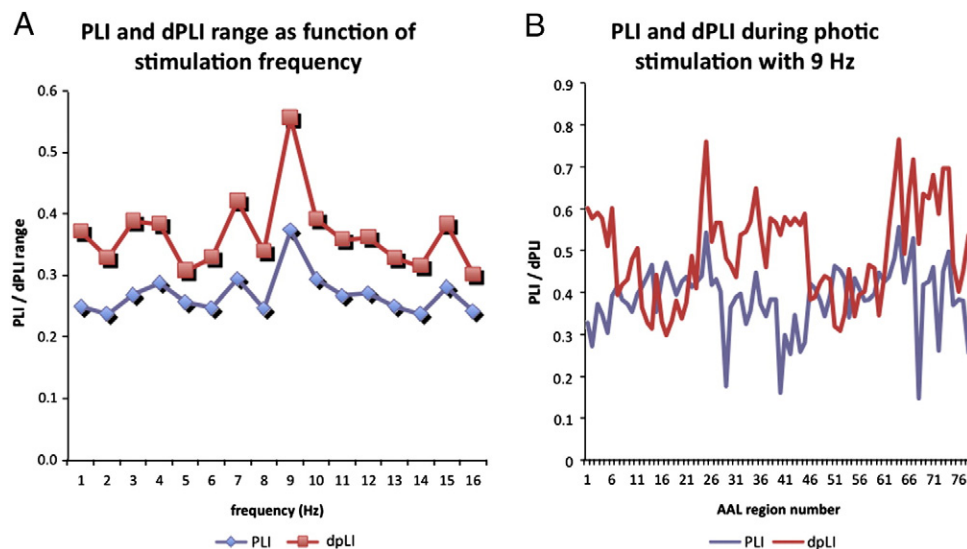 A
PLI and dPLI range as function of
stimulation frequency
PLI / dPLI range
0.6
0.5
0.4
0.3
0.2
0.0
1 2 3 4 5 6 7 8 9 10 11 12 13 14 15 16
frequency (Hz)
PLI dpLI
B
PLI and dPLI during photic
stimulation with 9 Hz
PLI / dPLI
0.9
0.8
0.7
0.6
0.5
0.4
0.3
0.2
0.1
0
1 6 11 16 21 26 31 36 41 46 51 56 61 66 71 76
AAL region number
PLI dpLI